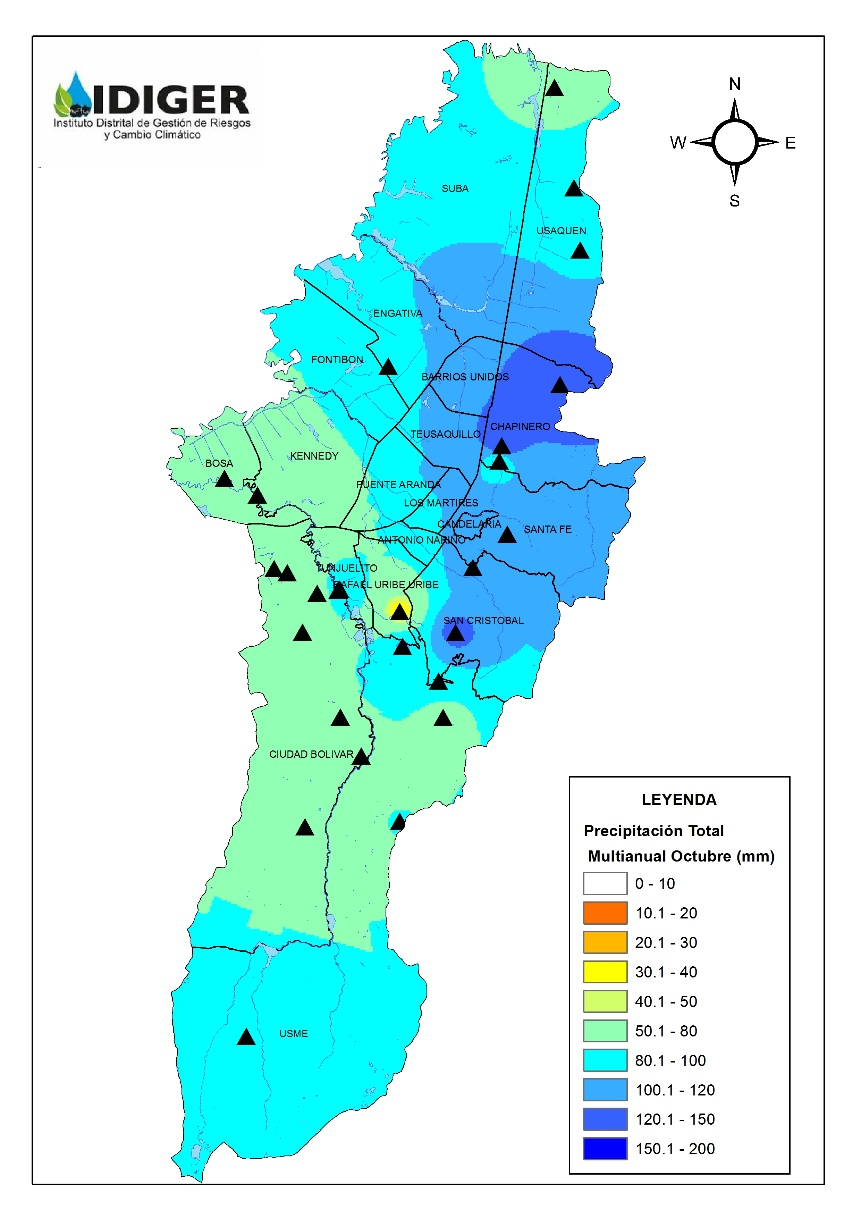 IDIGER
Instituto Distrital de Gestión de Riesgos
y Cambio Climático
N
W
E
S
SUBA
USAQUEN
ENGATIVA
FONTIBON
BARRIOS UNIDOS
CHAPINERO
TEUSAQUILLO
KENNEDY
BOSA
PUENTE ARANDA
LOS MARTIRES
CANDELARIA
SANTA FE
ANTONIO NARIÑO
TUNJUELITO
RAFAEL URIBE URIBE
SAN CRISTOBAL
CIUDAD BOLIVAR
USME
LEYENDA
Precipitación Total
Multianual Octubre (mm)
0 - 10
10.1 - 20
20.1 - 30
30.1 - 40
40.1 - 50
50.1 - 80
80.1 - 100
100.1 - 120
120.1 - 150
150.1 - 200